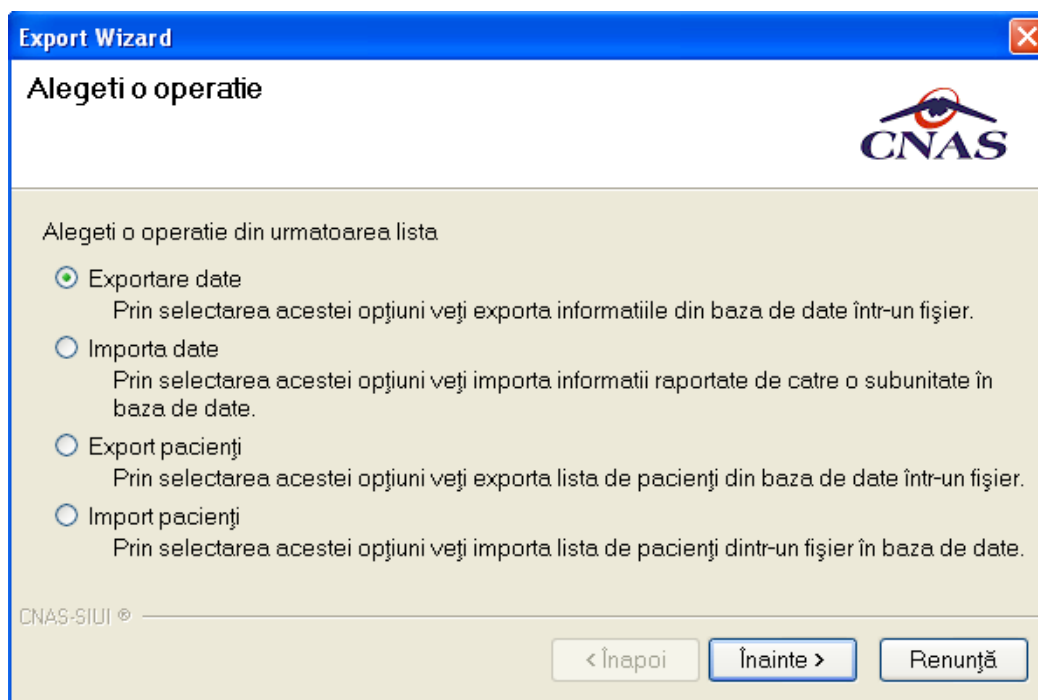 Export Wizard
Alegeti o operatie
CNAS
Alegeti o operatie din urmatoarea lista
Exportare date
Prin selectarea acestei opţiuni veţi exporta informatiile din baza de date într-un fişier.
Importa date
Prin selectarea acestei opţiuni veţi importa informatii raportate de catre o subunitate în
baza de date.
Export pacienţi
Prin selectarea acestei opţiuni veţi exporta lista de pacienţi din baza de date într-un fişier.
Import pacienţi
Prin selectarea acestei opţiuni veţi importa lista de pacienţi dintr-un fişier în baza de date.
CNAS-SIUI ®
< Înapoi Înainte > Renunţă